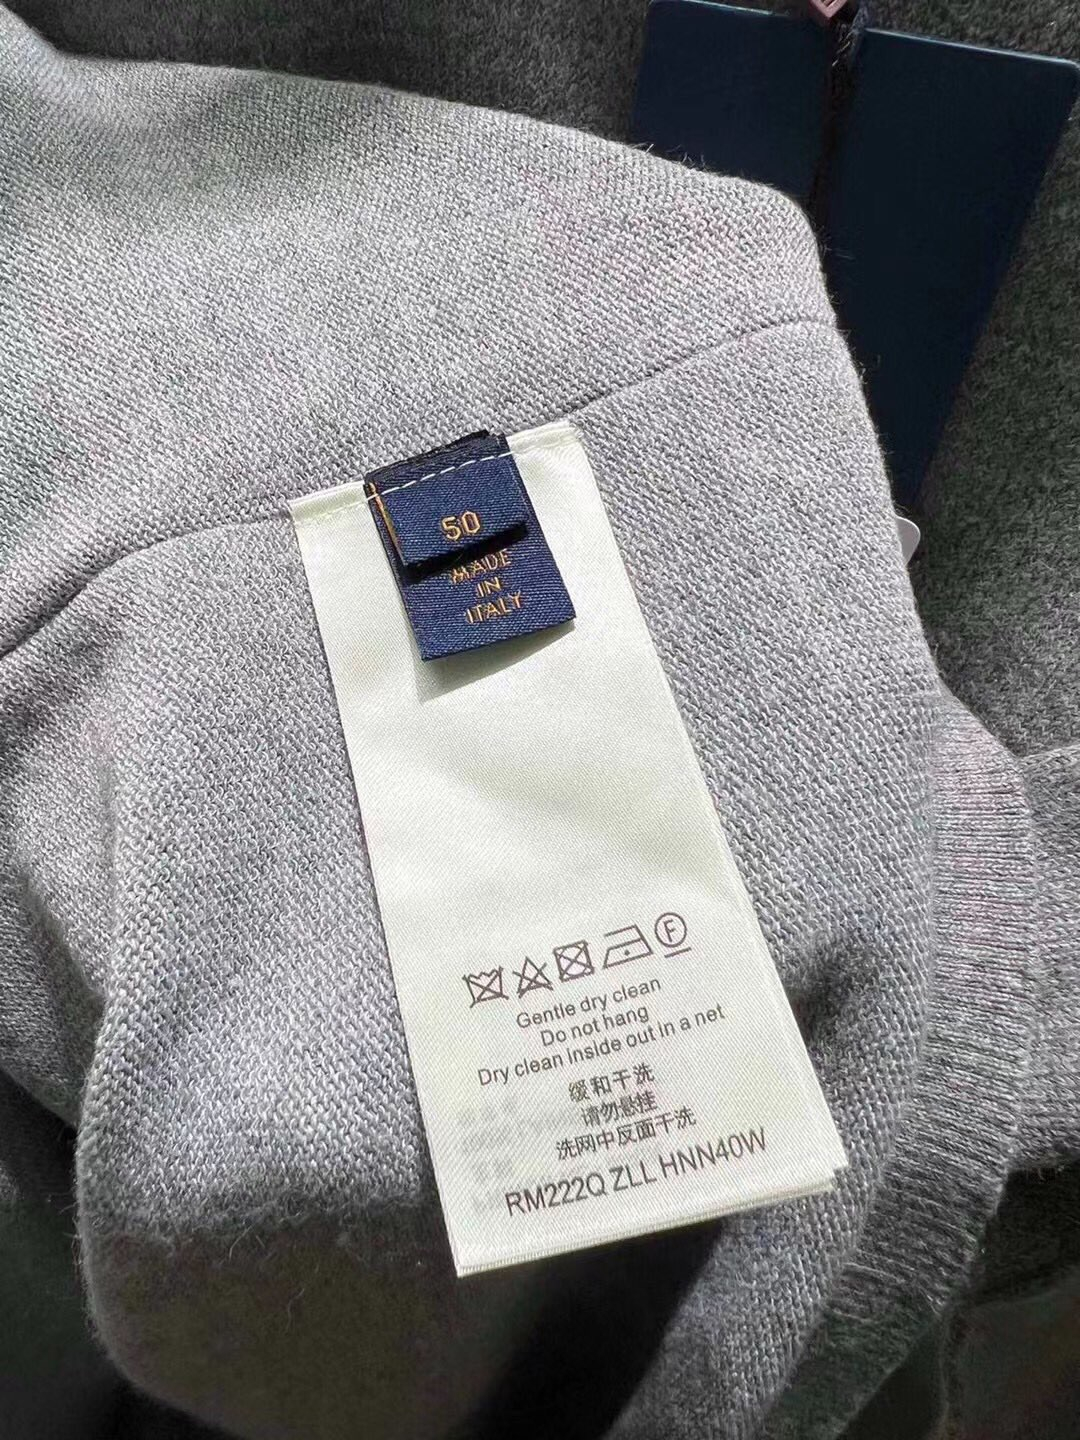 50
MADE
IN
ITALY
F
Gentle dry clean
Do not hang
Dry clean inside out in a net
缓和干洗
请勿悬挂
洗网中反面干洗
RM222Q ZLL HNN40W